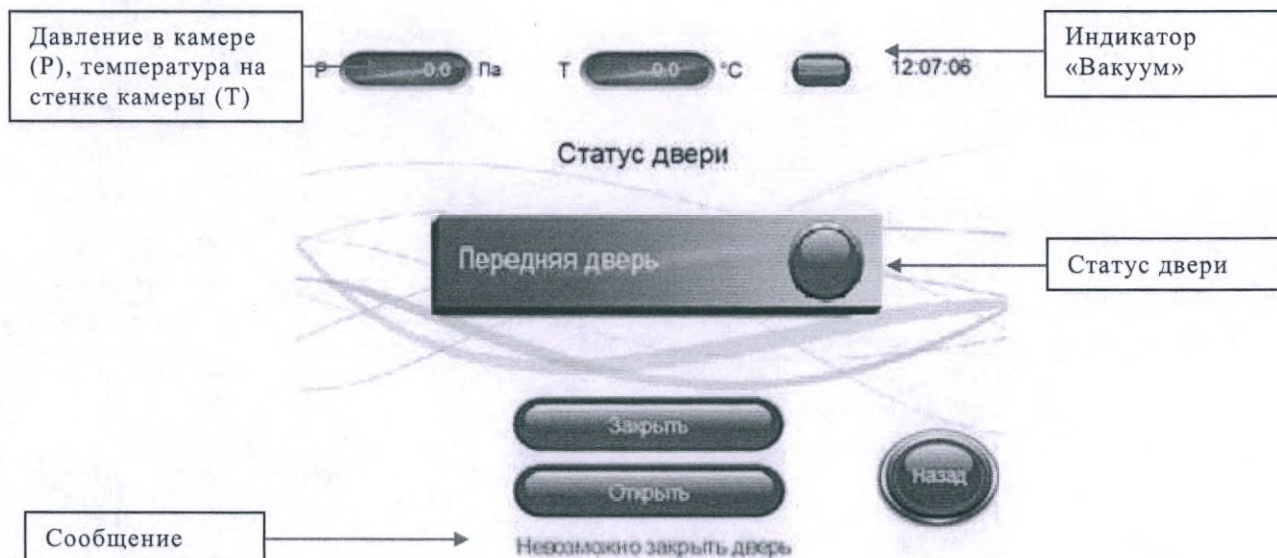 Давление в камере
(Р), температура на
стенке камеры (Т)
P 0.0 Па T 0.0 °C 12:07:06
Индикатор
«Вакуум»
Статус двери
Передняя дверь
Статус двери
Закрыть
Открыть
Назад
Сообщение
Невозможно закрыть дверь